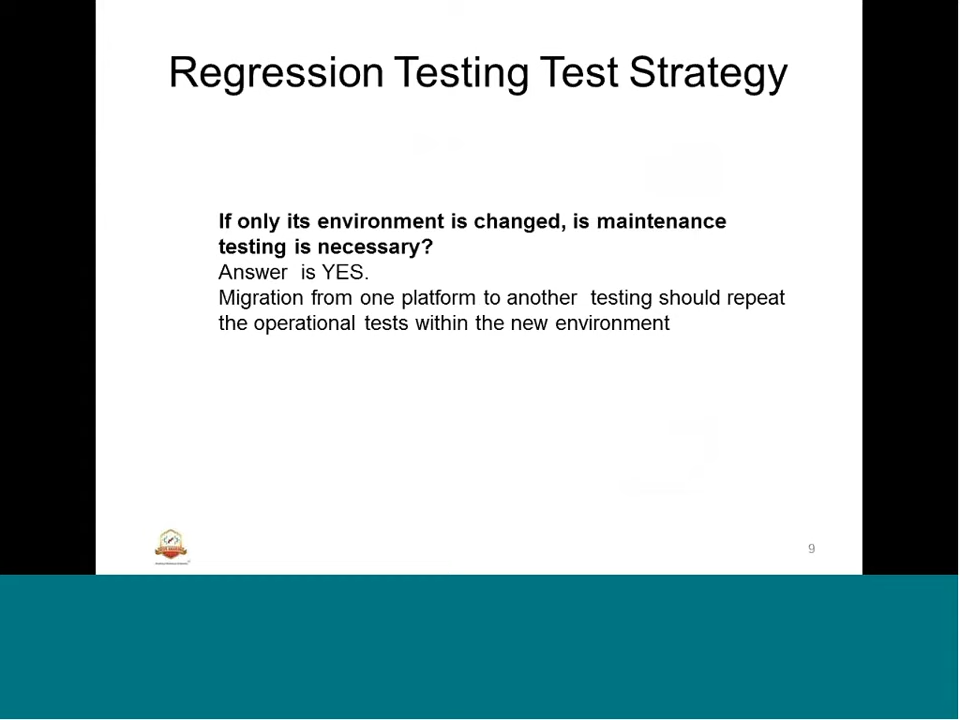 Regression Testing Test Strategy
If only its environment is changed, is maintenance
testing is necessary?
Answer  is YES.
Migration from one platform to another  testing should repeat
the operational tests within the new environment
9